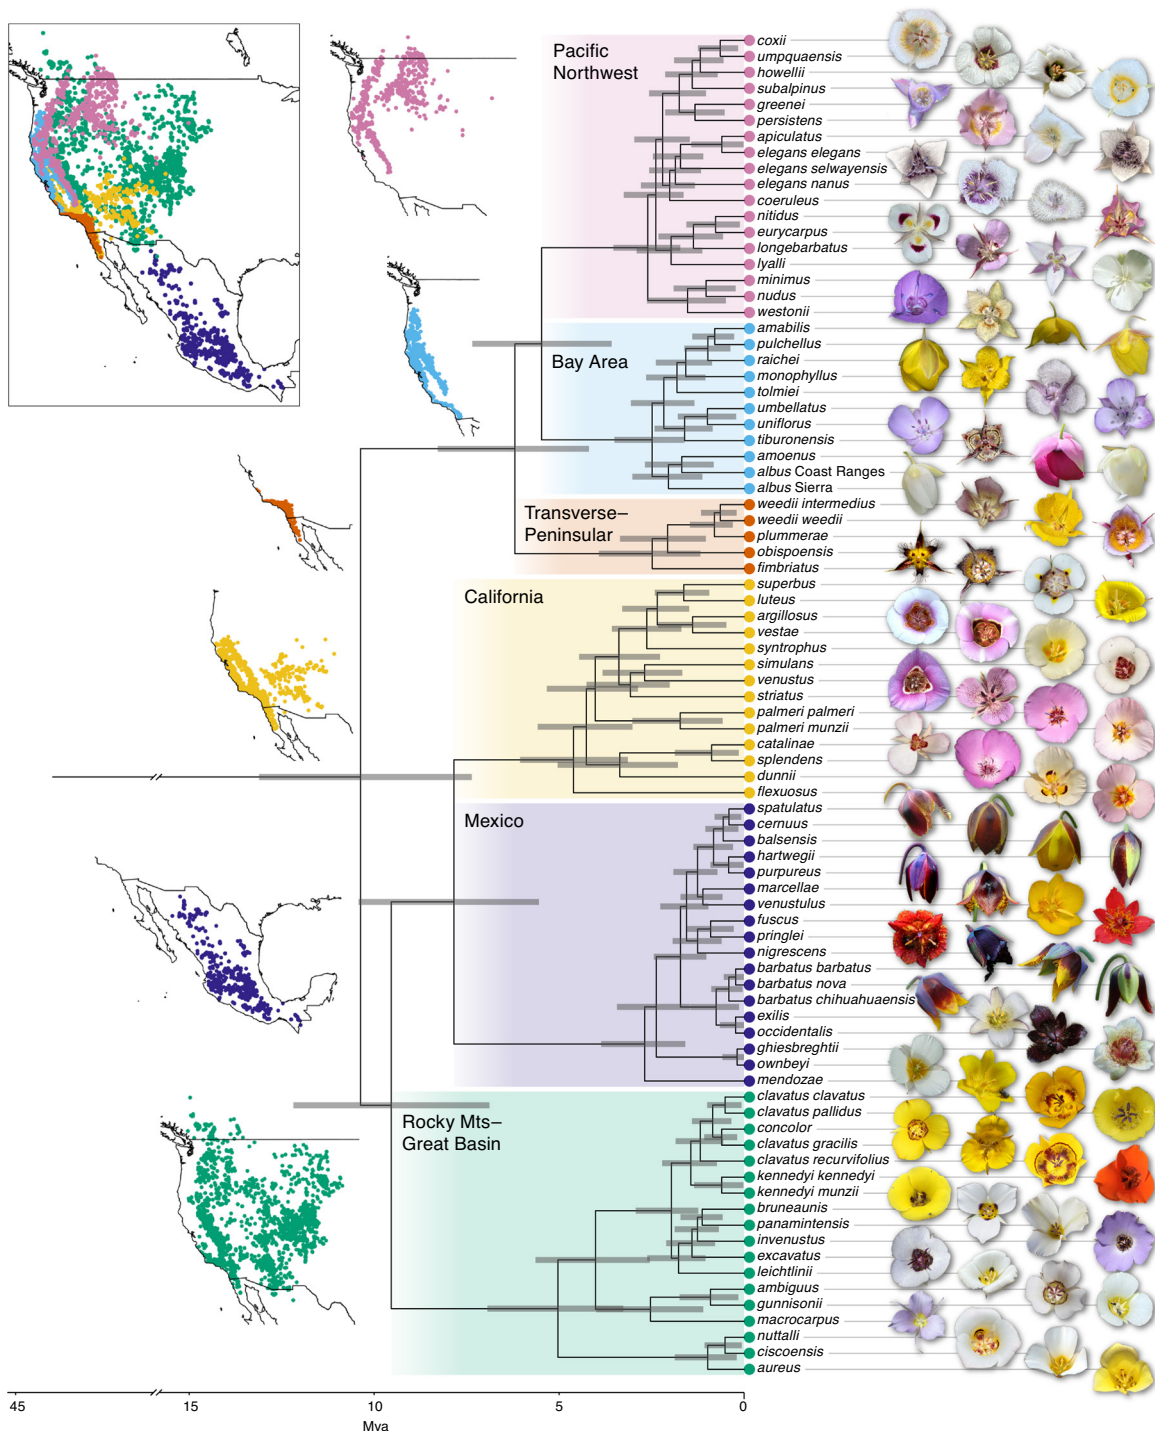 Pacific
Northwest
coxii
umpquaensis
howellii
subalpinus
greenei
persistens
apiculatus
elegans elegans
elegans selwayensis
elegans nanus
coeruleus
nitidus
eurycarpus
longebarbatus
lyalli
minimus
nudus
westonii
Bay Area
amabilis
pulchellus
raichei
monophyllus
tolmiei
umbellatus
uniflorus
tiburonensis
amoenus
albus Coast Ranges
albus Sierra
Transverse–
Peninsular
weedii intermedius
weedii weedii
plummerae
obispoensis
fimbriatus
California
superbus
luteus
argillosus
vestae
syntrophus
simulans
venustus
striatus
palmeri palmeri
palmeri munzii
catalinae
splendens
dunnii
flexuosus
Mexico
spatulatus
cernuus
balsensis
hartwegii
purpureus
marcellae
venustulus
fuscus
pringlei
nigrescens
barbatus barbatus
barbatus nova
barbatus chihuahuaensis
exilis
occidentalis
ghiesbreghtii
ownbeyi
mendozae
Rocky Mts–
Great Basin
clavatus clavatus
clavatus pallidus
concolor
clavatus gracilis
clavatus recurvifolius
kennedyi kennedyi
kennedyi munzii
bruneaunis
panamintensis
invenustus
excavatus
leichtlinii
ambiguus
gunnisonii
macrocarpus
nuttalli
ciscoensis
aureus
45 15 10 5 0
Mya